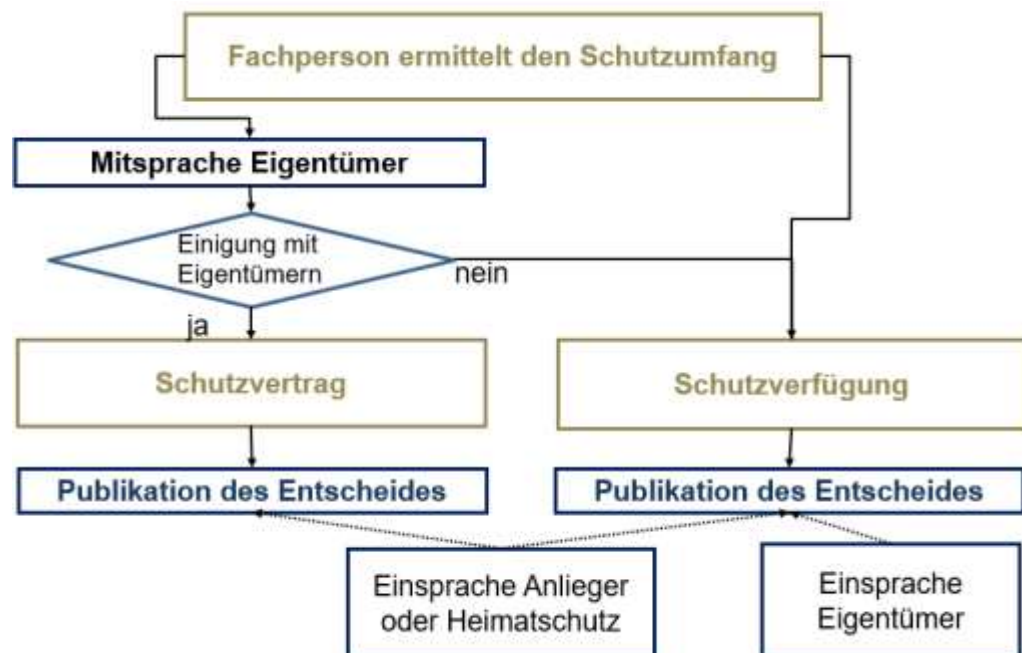 Fachperson ermittelt den Schutzumfang
Mitsprache Eigentümer
Einigung mit
Eigentümern
nein
ja
Schutzvertrag
Schutzverfügung
Publikation des Entscheides
Publikation des Entscheides
Einsprache Anlieger
oder Heimatschutz
Einsprache
Eigentümer